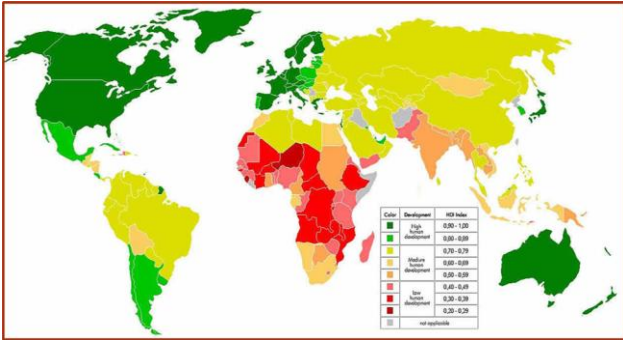 Color Development HDI Index
High
human
development
0,90 - 1,00
0,80 - 0,89
Medium
human
development
0,70 - 0,79
0,60 - 0,69
0,50 - 0,59
Low
human
development
0,40 - 0,49
0,30 - 0,39
0,20 - 0,29
not applicable